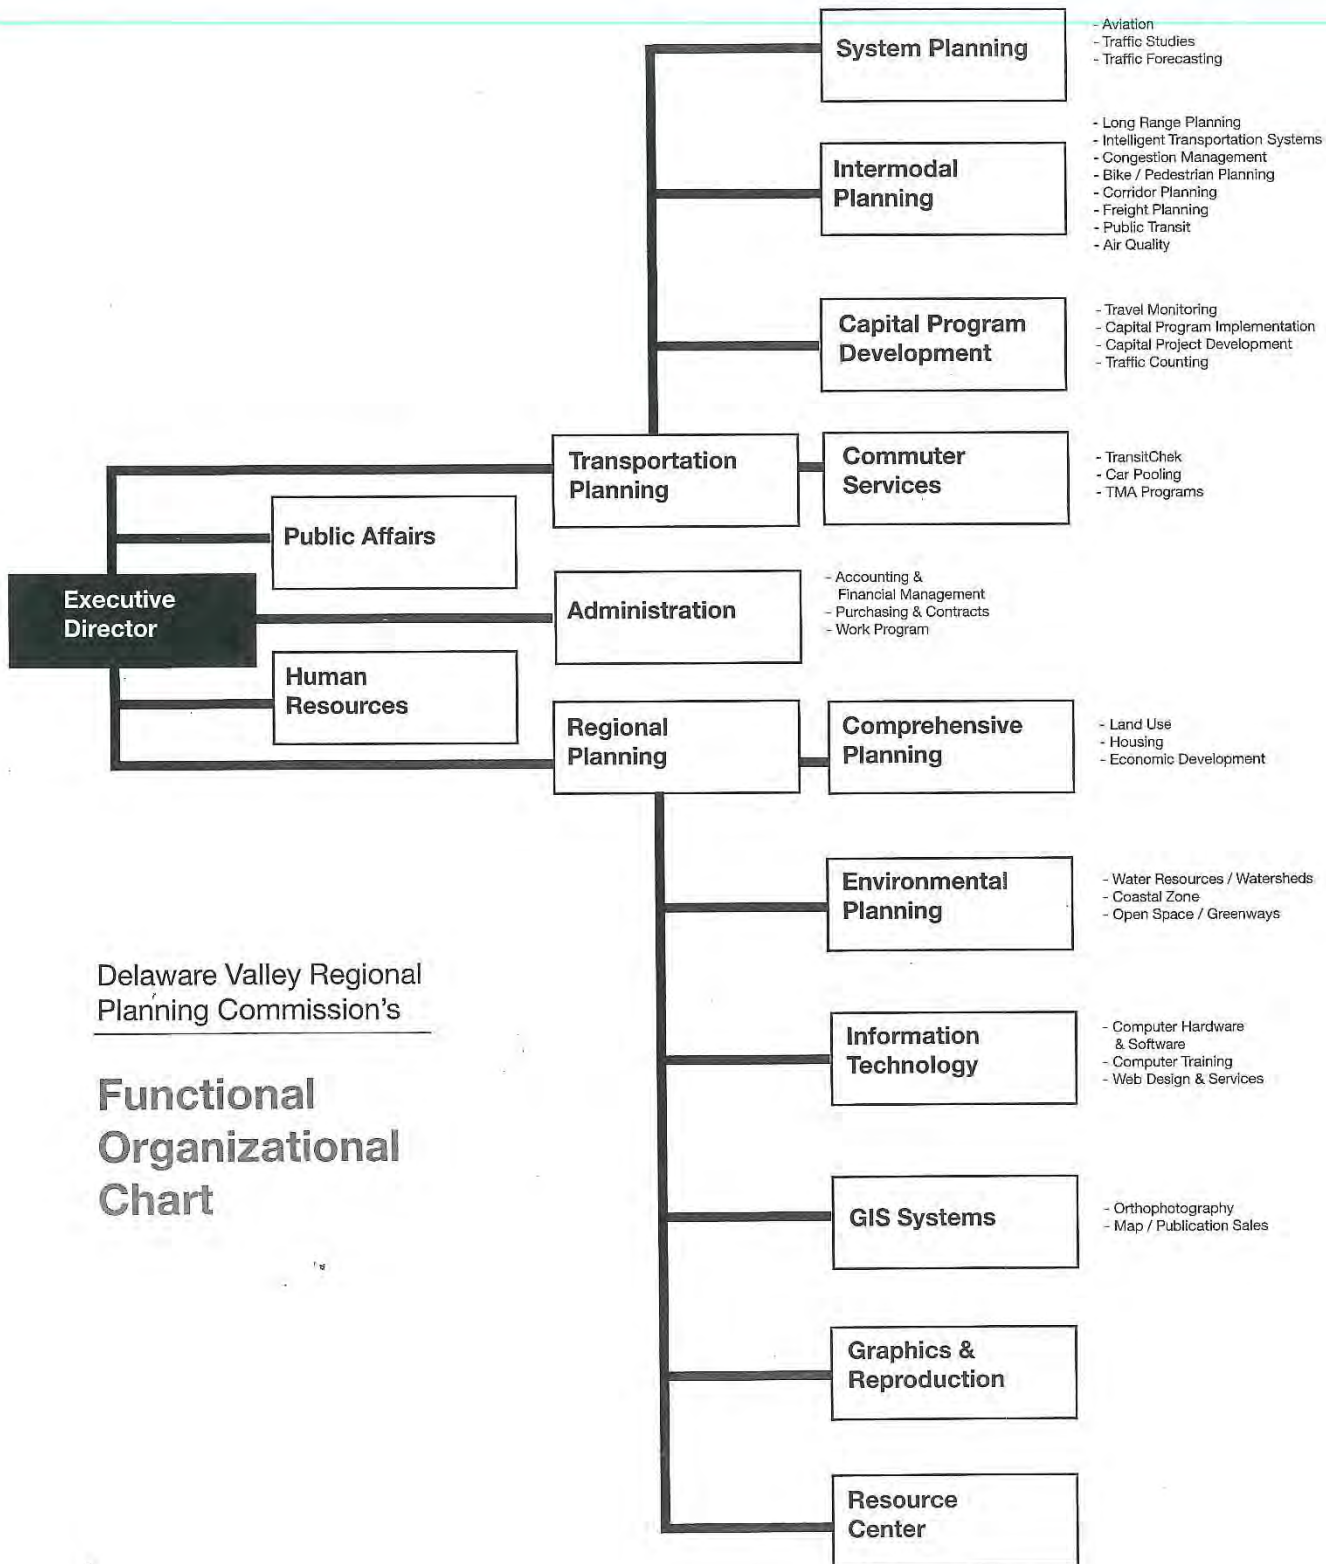 System Planning
- Aviation
- Traffic Studies
- Traffic Forecasting
Intermodal
Planning
- Long Range Planning
- Intelligent Transportation Systems
- Congestion Management
- Bike / Pedestrian Planning
- Corridor Planning
- Freight Planning
- Public Transit
- Air Quality
Capital Program
Development
- Travel Monitoring
- Capital Program Implementation
- Capital Project Development
- Traffic Counting
Transportation
Planning
Commuter
Services
- TransitChek
- Car Pooling
- TMA Programs
Public Affairs
Executive
Director
Administration
- Accounting &
Financial Management
- Purchasing & Contracts
- Work Program
Human
Resources
Regional
Planning
Comprehensive
Planning
- Land Use
- Housing
- Economic Development
Environmental
Planning
- Water Resources / Watersheds
- Coastal Zone
- Open Space / Greenways
Delaware Valley Regional
Planning Commission's
Functional
Organizational
Chart
Information
Technology
- Computer Hardware
& Software
- Computer Training
- Web Design & Services
GIS Systems
- Orthophotography
- Map / Publication Sales
Graphics &
Reproduction
Resource
Center